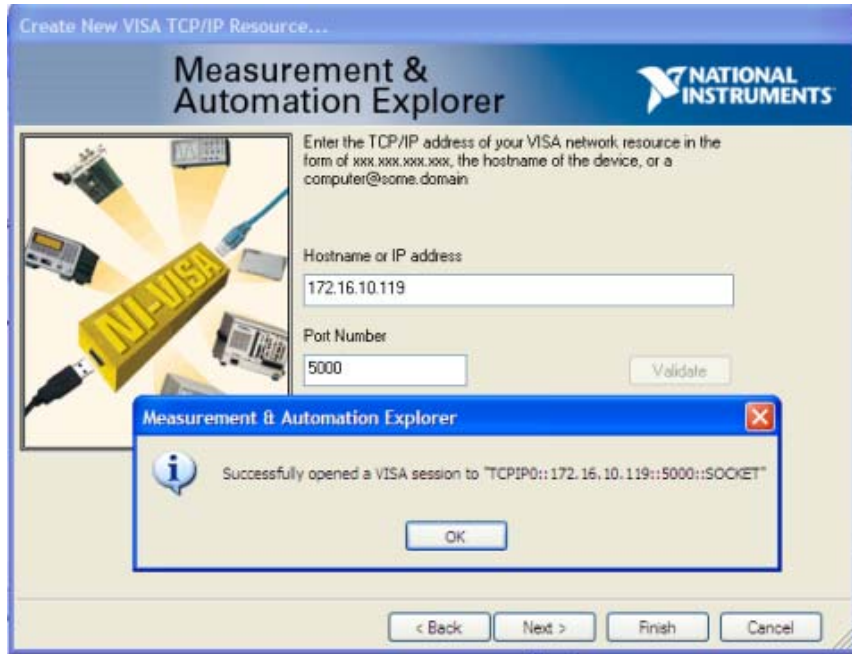 Create New VISA TCP/IP Resource...
Measurement &
Automation Explorer
NATIONAL
INSTRUMENTS
Enter the TCP/IP address of your VISA network resource in the
form of xxx.xxx.xxx.xxx, the hostname of the device, or a
computer@some.domain
NI-VISA
Hostname or IP address
172.16.10.119
Port Number
5000
Validate
Measurement & Automation Explorer
Successfully opened a VISA session to "TCPIP0::172.16.10.119::5000::SOCKET"
OK
< Back
Next >
Finish
Cancel